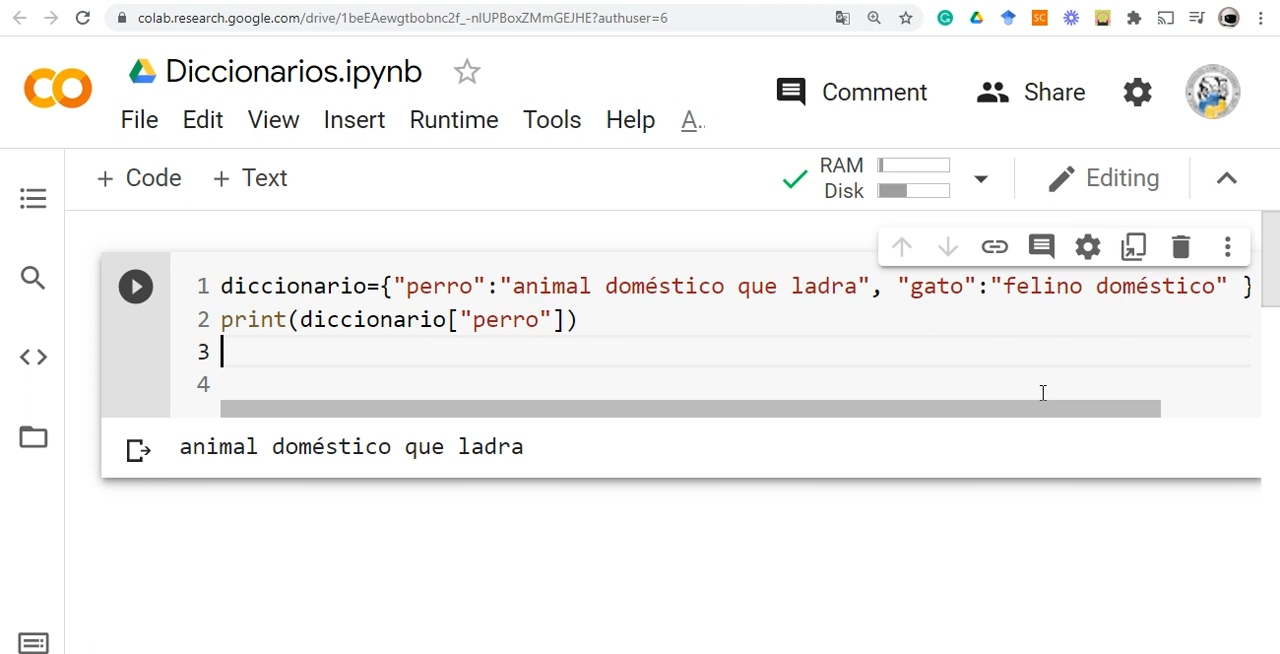 colab.research.google.com/drive/1beEAewgtbobnc2f_-nIUPBoxZMmGEJHE?authuser=6
Diccionarios.ipynb
Comment
Share
File Edit View Insert Runtime Tools Help A..
+ Code + Text
RAM
Disk
Editing
1 diccionario={"perro":"animal doméstico que ladra", "gato":"felino doméstico" }
2 print(diccionario["perro"])
3
4
animal doméstico que ladra